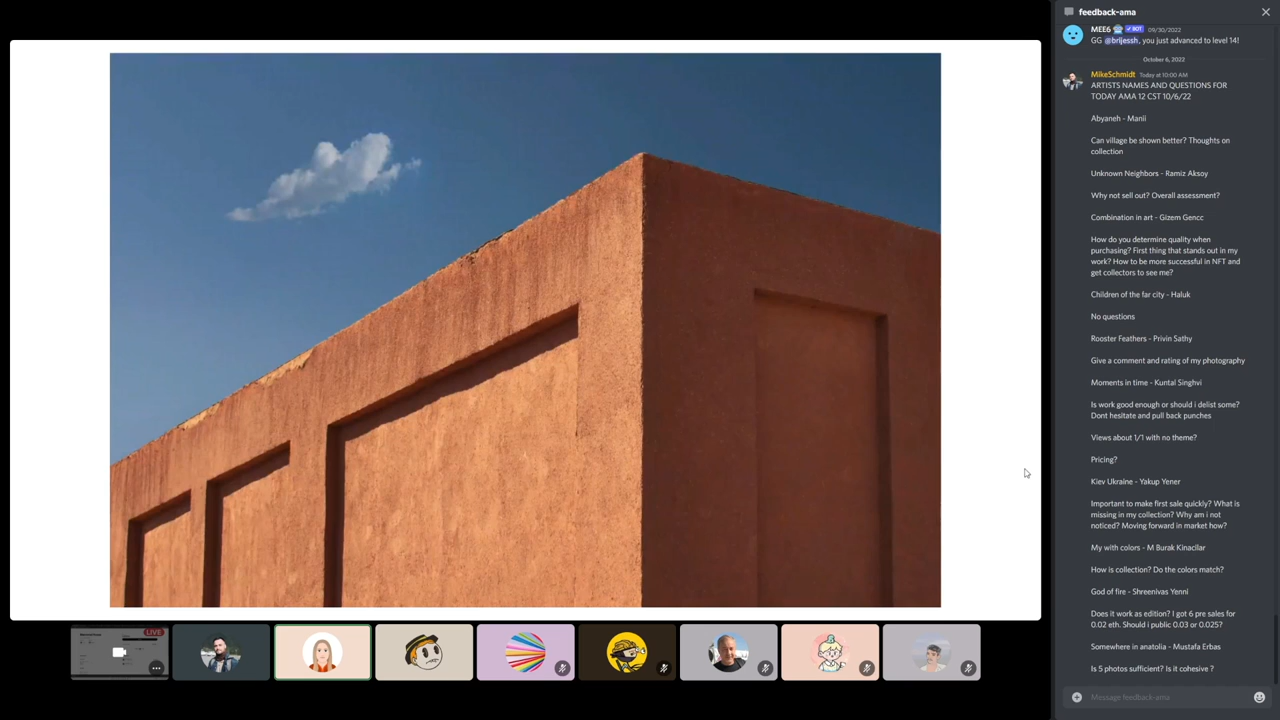 feedback-ama
MEE6 BOT 09/30/2022
GG @brijessh, you just advanced to level 14!
October 6, 2022
MikeSchmidt Today at 10:00 AM
ARTISTS NAMES AND QUESTIONS FOR
TODAY AMA 12 CST 10/6/22
Abyaneh - Manii
Can village be shown better? Thoughts on
collection
Unknown Neighbors - Ramiz Aksoy
Why not sell out? Overall assessment?
Combination in art - Gizem Gencc
How do you determine quality when
purchasing? First thing that stands out in my
work? How to be more successful in NFT and
get collectors to see me?
Children of the far city - Haluk
No questions
Rooster Feathers - Privin Sathy
Give a comment and rating of my photography
Moments in time - Kuntal Singhvi
Is work good enough or should i delist some?
Dont hesitate and pull back punches
Views about 1/1 with no theme?
Pricing?
Kiev Ukraine - Yakup Yener
Important to make first sale quickly? What is
missing in my collection? Why am i not
noticed? Moving forward in market how?
My with colors - M Burak Kinacilar
How is collection? Do the colors match?
God of fire - Shreenivas Yenni
Does it work as edition? I got 6 pre sales for
0.02 eth. Should i public 0.03 or 0.025?
Somewhere in anatolia - Mustafa Erbas
Is 5 photos sufficient? Is it cohesive ?
Message feedback-ama
LIVE